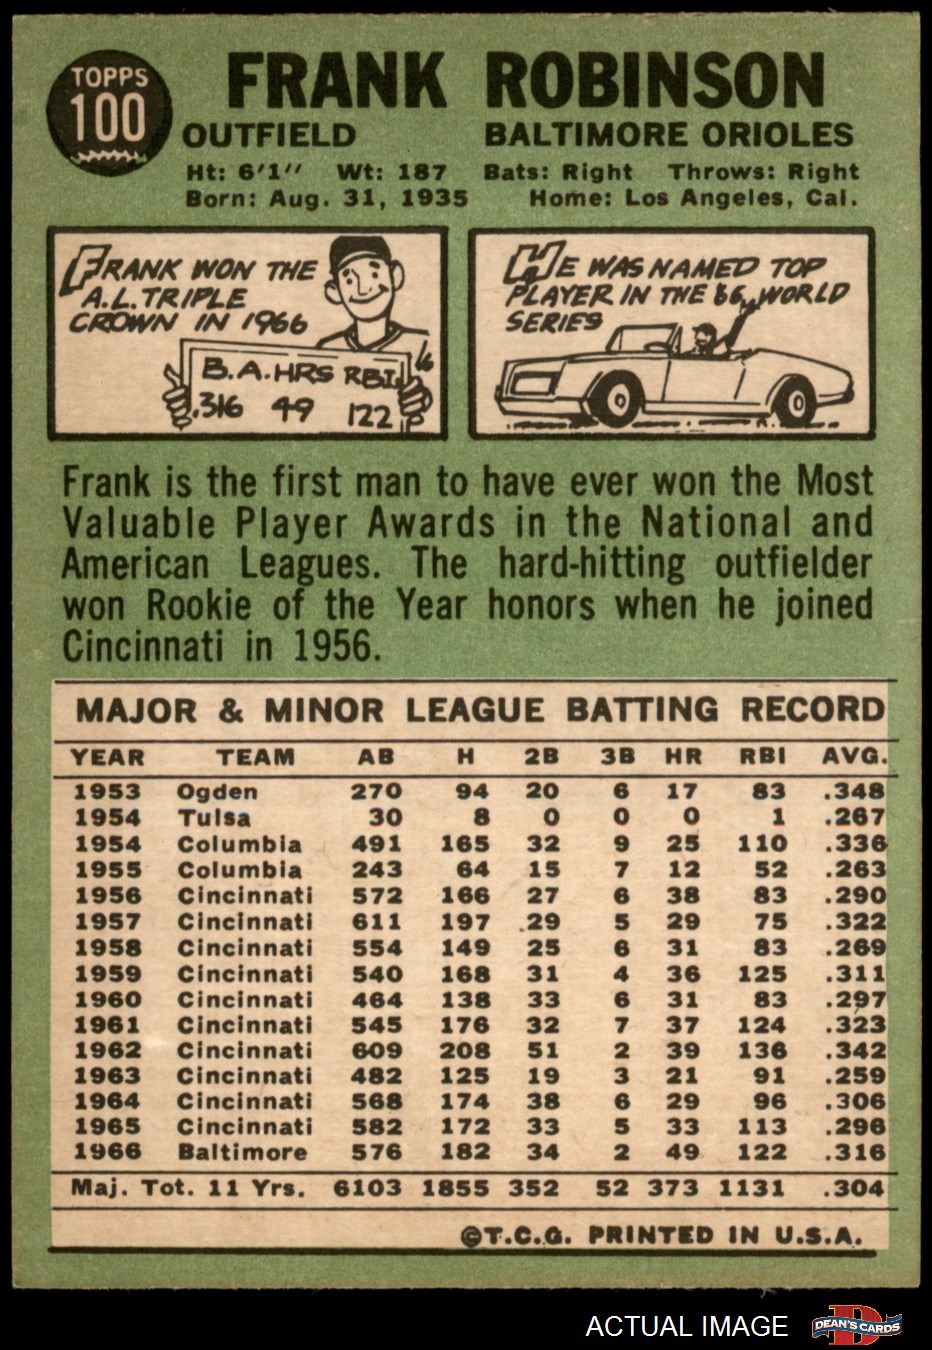 TOPPS
100
FRANK ROBINSON
OUTFIELD BALTIMORE ORIOLES
Ht: 6'1" Wt: 187 Bats: Right Throws: Right
Born: Aug. 31, 1935 Home: Los Angeles, Cal.
FRANK WON THE
A.L. TRIPLE
CROWN IN 1966
B.A. HRS RBI
.316 49 122
HE WAS NAMED TOP
PLAYER IN THE '66 WORLD
SERIES
Frank is the first man to have ever won the Most
Valuable Player Awards in the National and
American Leagues. The hard-hitting outfielder
won Rookie of the Year honors when he joined
Cincinnati in 1956.
MAJOR & MINOR LEAGUE BATTING RECORD
YEAR TEAM AB H 2B 3B HR RBI AVG.
1953 Ogden 270 94 20 6 17 83 .348
1954 Tulsa 30 8 0 0 0 1 .267
1954 Columbia 491 165 32 9 25 110 .336
1955 Columbia 243 64 15 7 12 52 .263
1956 Cincinnati 572 166 27 6 38 83 .290
1957 Cincinnati 611 197 29 5 29 75 .322
1958 Cincinnati 554 149 25 6 31 83 .269
1959 Cincinnati 540 168 31 4 36 125 .311
1960 Cincinnati 464 138 33 6 31 83 .297
1961 Cincinnati 545 176 32 7 37 124 .323
1962 Cincinnati 609 208 51 2 39 136 .342
1963 Cincinnati 482 125 19 3 21 91 .259
1964 Cincinnati 568 174 38 6 29 96 .306
1965 Cincinnati 582 172 33 5 33 113 .296
1966 Baltimore 576 182 34 2 49 122 .316
Maj. Tot. 11 Yrs. 6103 1855 352 52 373 1131 .304
©T.C.G. PRINTED IN U.S.A.
ACTUAL IMAGE
D
DEAN'S CARDS